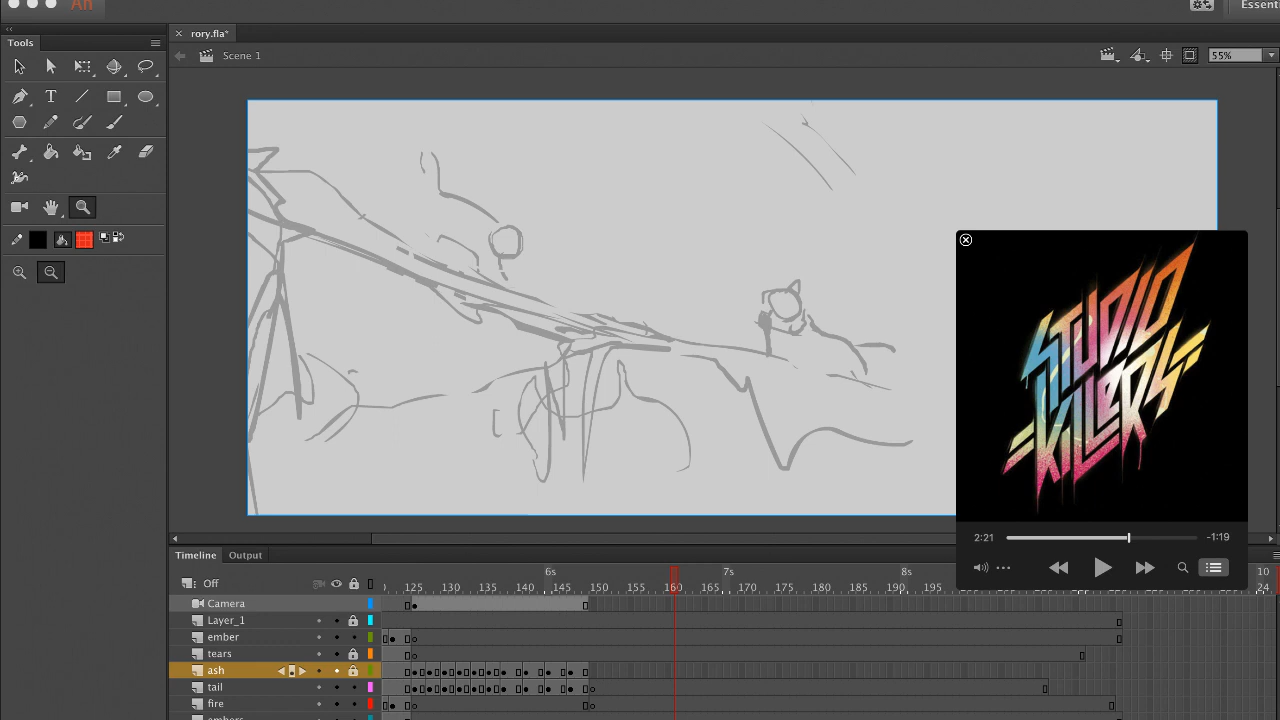 An
Essenti
Tools
rory.fla*
Scene 1
55%
T
STUDIO
KILLERS
2:21
-1:19
Timeline
Output
6s
7s
8s
10
Off
125 130 135 140 145 150 155 160 165 170 175 180 185 190 195
24
Camera
Layer_1
ember
tears
ash
tail
fire
embers